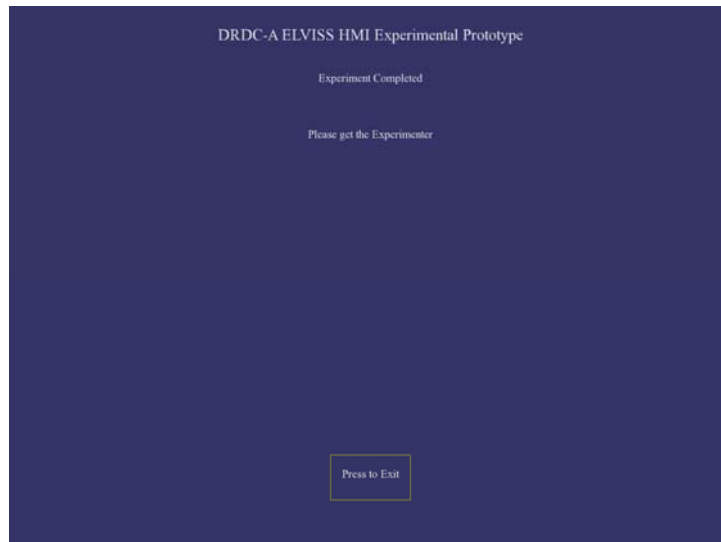 DRDC-A ELVISS HMI Experimental Prototype
Experiment Completed
Please get the Experimenter
Press to Exit